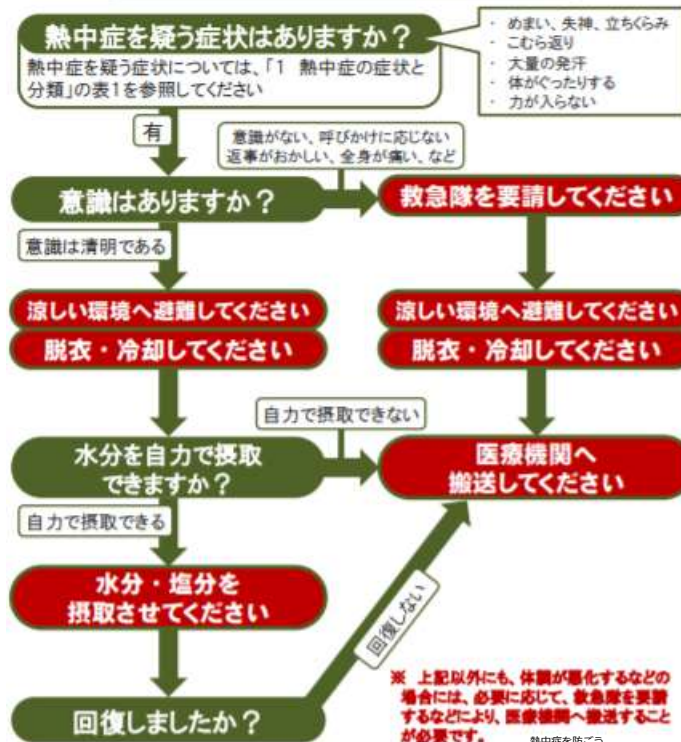 熱中症を疑う症状はありますか？
熱中症を疑う症状については、「1　熱中症の症状と
分類」の表1を参照してください
・ めまい、失神、立ちくらみ
・ こむら返り
・ 大量の発汗
・ 体がぐったりする
・ 力が入らない
有
意識がない、呼びかけに応じない
返事がおかしい、全身が痛い、など
意識はありますか？
救急隊を要請してください
意識は清明である
涼しい環境へ避難してください
脱衣・冷却してください
涼しい環境へ避難してください
脱衣・冷却してください
自力で摂取できない
水分を自力で摂取
できますか？
医療機関へ
搬送してください
自力で摂取できる
水分・塩分を
摂取させてください
回復しない
回復しましたか？
※ 上記以外にも、体調が悪化するなどの
場合には、必要に応じて、救急隊を要請
するなどにより、医療機関へ搬送すること
が必要です。
熱中症を防ごう